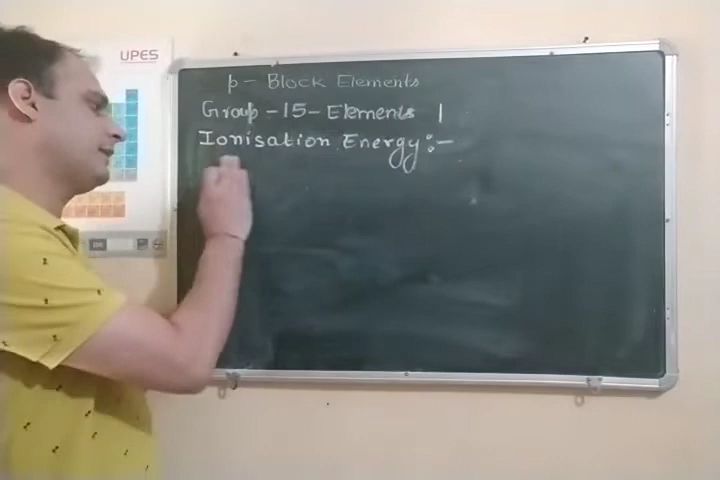 UPES
p - Block Elements
Group - 15 - Elements |
Ionisation Energy :-